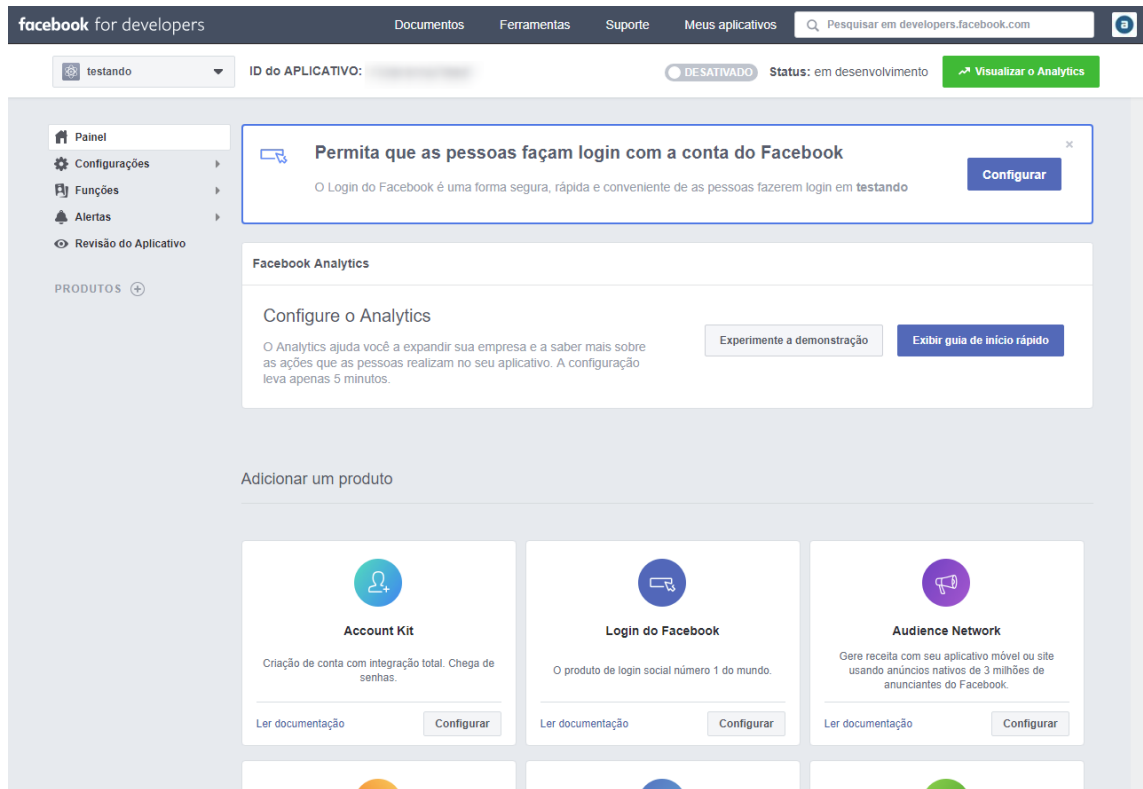 facebook for developers
Documentos
Ferramentas
Suporte
Meus aplicativos
Pesquisar em developers.facebook.com
a
testando
ID do APLICATIVO:
DESATIVADO
Status: em desenvolvimento
Visualizar o Analytics
Painel
Configurações
Funções
Alertas
Revisão do Aplicativo
PRODUTOS
Permita que as pessoas façam login com a conta do Facebook
O Login do Facebook é uma forma segura, rápida e conveniente de as pessoas fazerem login em testando
Configurar
Facebook Analytics
Configure o Analytics
O Analytics ajuda você a expandir sua empresa e a saber mais sobre
as ações que as pessoas realizam no seu aplicativo. A configuração
leva apenas 5 minutos.
Experimente a demonstração
Exibir guia de início rápido
Adicionar um produto
Account Kit
Criação de conta com integração total. Chega de
senhas.
Ler documentação
Configurar
Login do Facebook
O produto de login social número 1 do mundo.
Ler documentação
Configurar
Audience Network
Gere receita com seu aplicativo móvel ou site
usando anúncios nativos de 3 milhões de
anunciantes do Facebook.
Ler documentação
Configurar